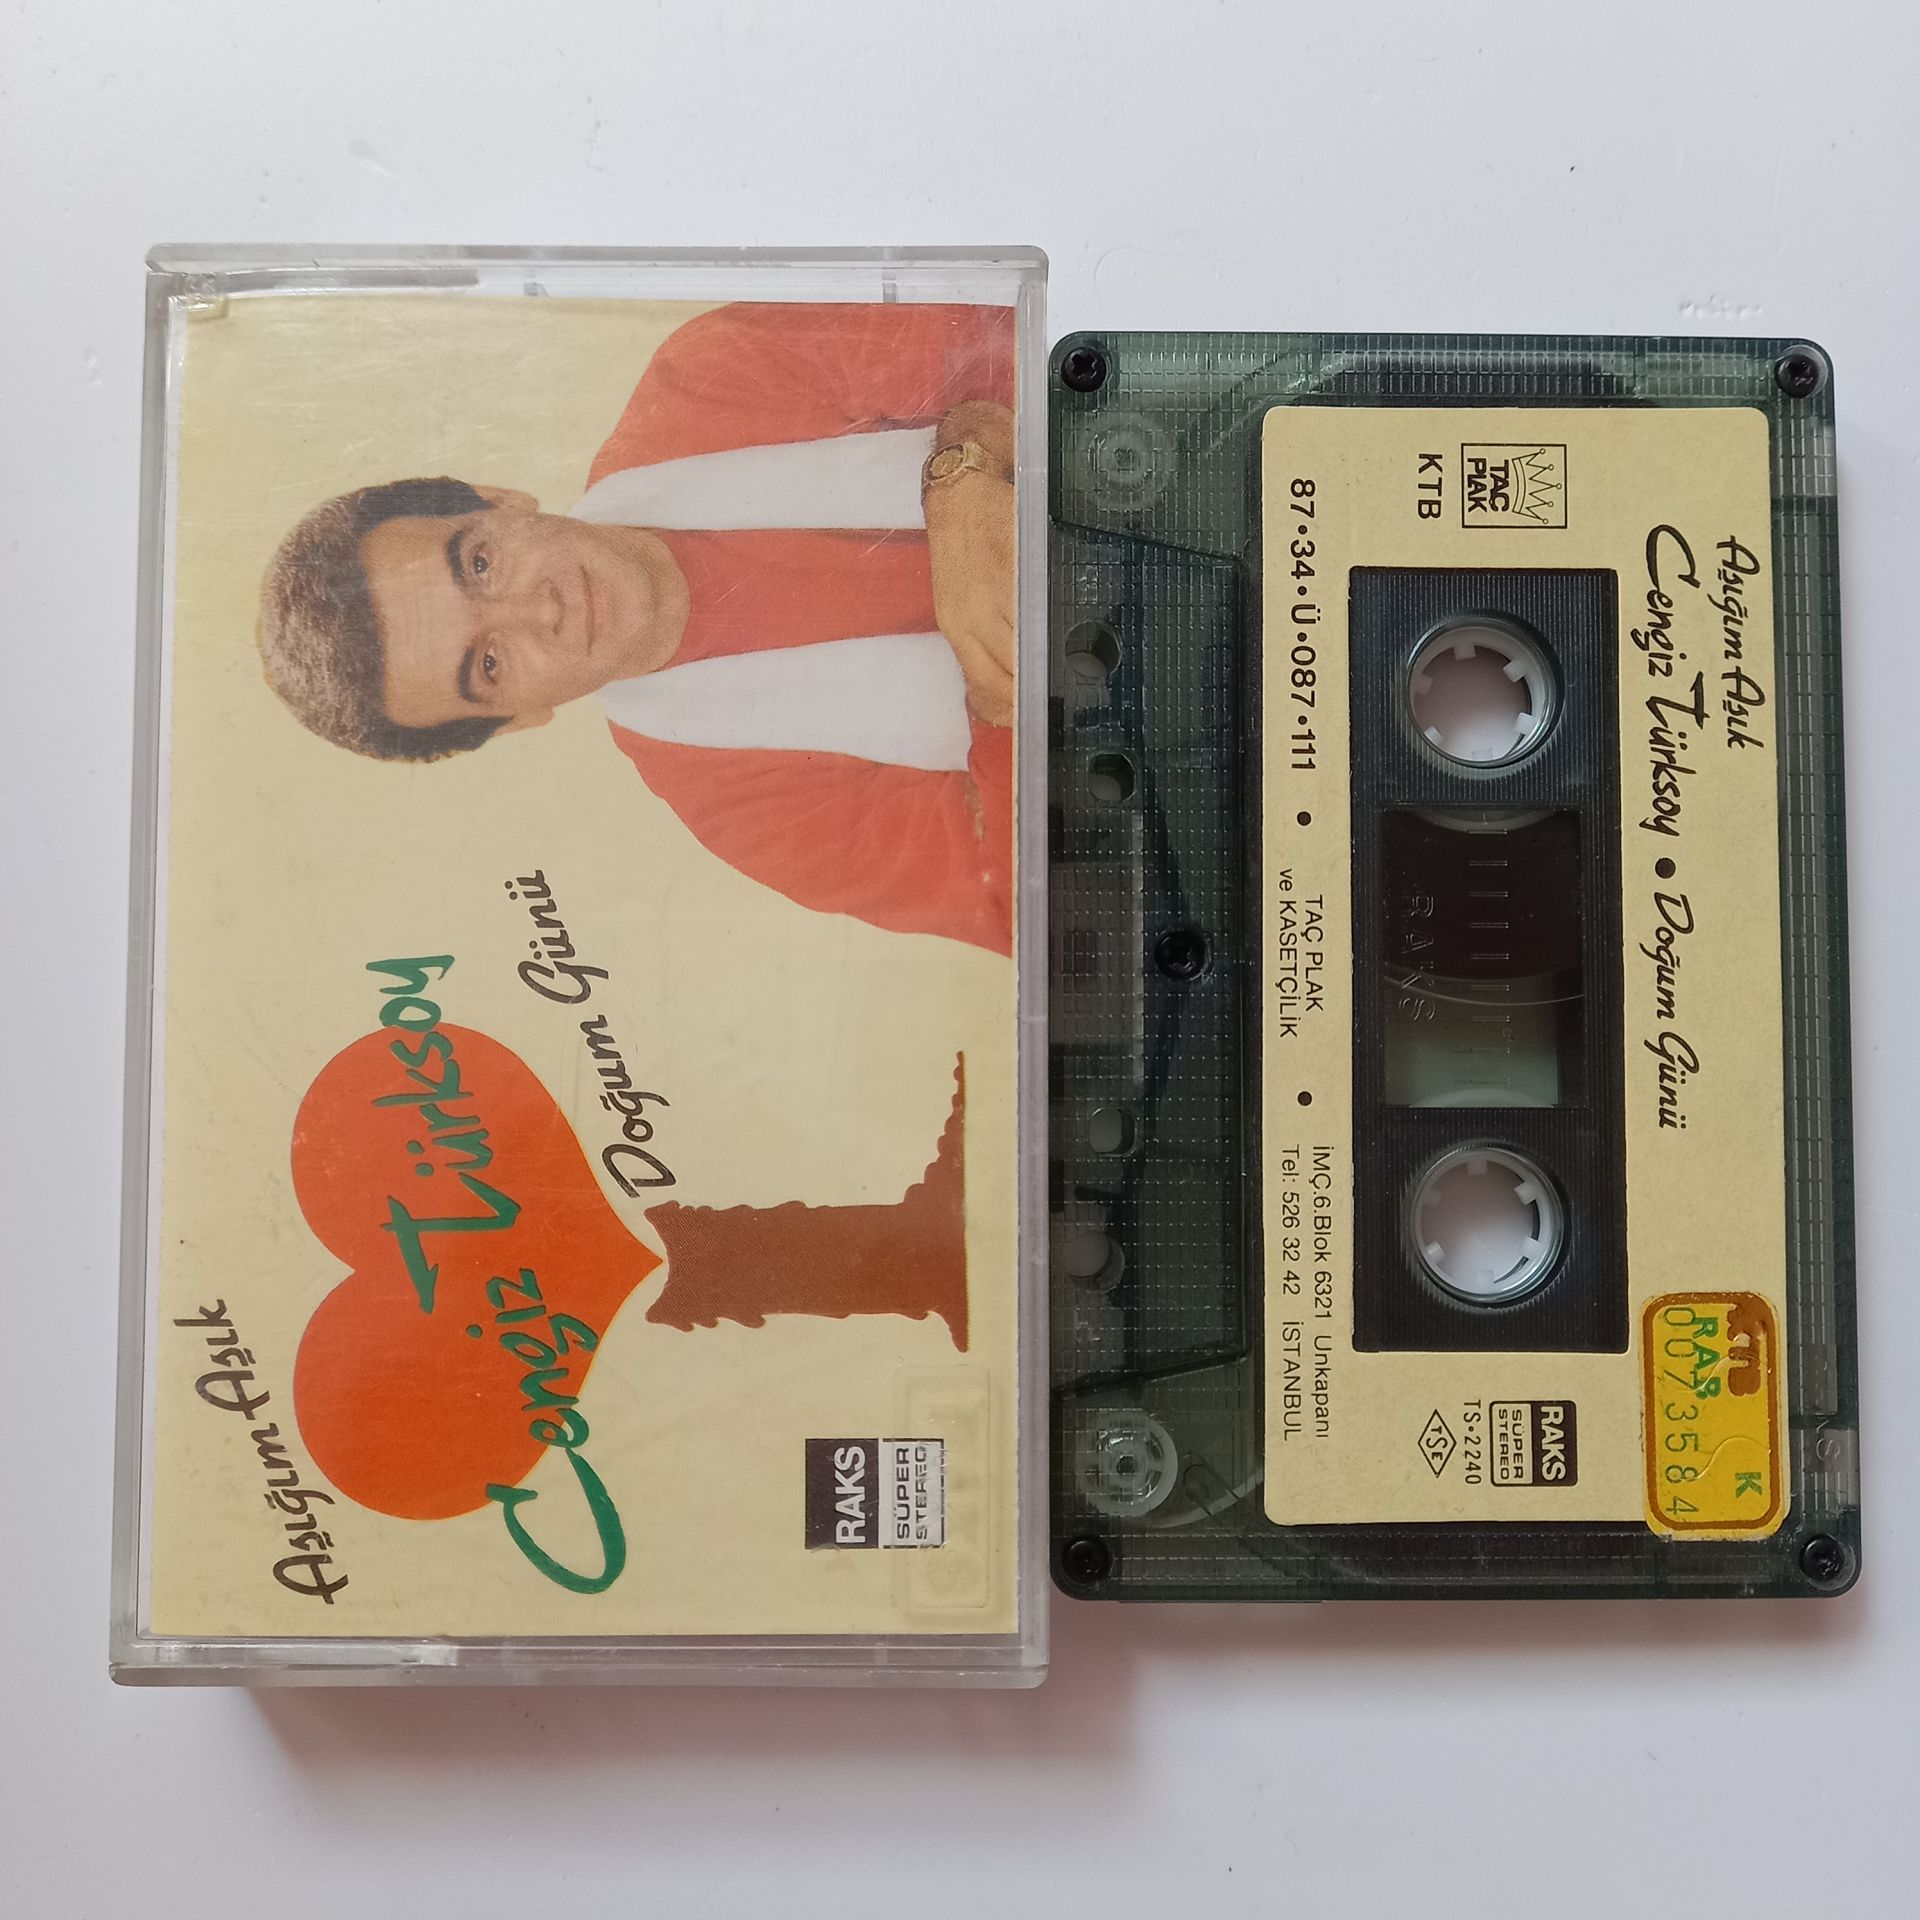 Aşığım Aşık
Cengiz Türksoy
Doğum Günü
RAKS
SÜPER
STEREO
Aşığım Aşık
Cengiz Türksoy • Doğum Günü
TAÇ
PLAK
KTB
RAKS
RAKS
SÜPER
STEREO
TS•2240
TSE
K
RAB
0073584
87•34•Ü•087•111 • TAÇ PLAK
ve KASETÇİLİK • İMÇ.6.Blok 6321 Unkapanı
Tel: 526 32 42 İSTANBUL